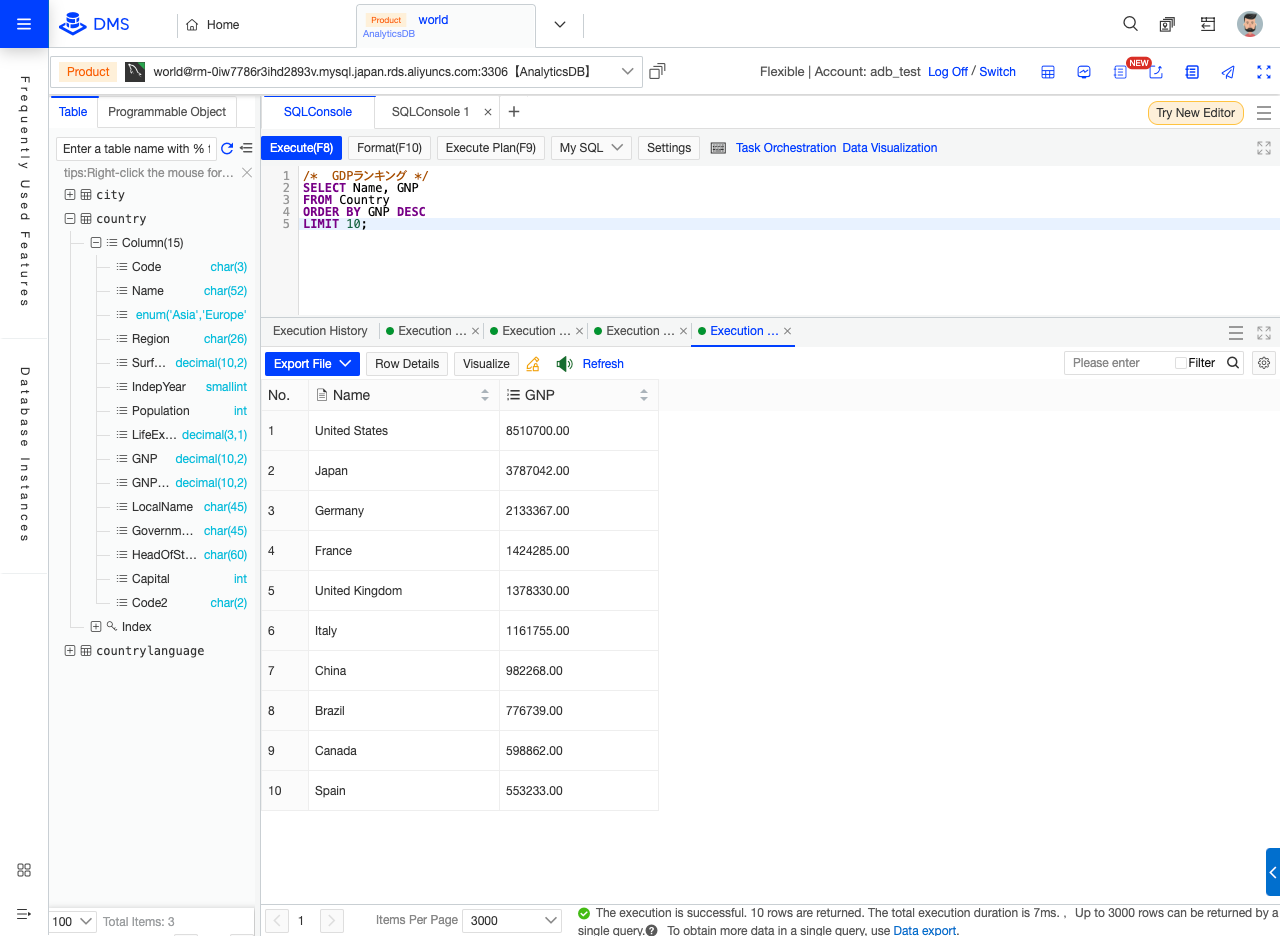 DMS
Home
Product world
AnalyticsDB
Product world@rm-0iw7786r3ihd2893v.mysql.japan.rds.aliyuncs.com:3306【AnalyticsDB】
Flexible | Account: adb_test Log Off / Switch
NEW
Frequently Used Features
Database Instances
Table Programmable Object
Enter a table name with % f
tips:Right-click the mouse for...
city
country
Column(15)
Code char(3)
Name char(52)
enum('Asia','Europe'
Region char(26)
Surf... decimal(10,2)
IndepYear smallint
Population int
LifeEx... decimal(3,1)
GNP decimal(10,2)
GNP... decimal(10,2)
LocalName char(45)
Governm... char(45)
HeadOfSt... char(60)
Capital int
Code2 char(2)
Index
countrylanguage
100 Total Items: 3
SQLConsole SQLConsole 1
Try New Editor
Execute(F8) Format(F10) Execute Plan(F9) My SQL Settings Task Orchestration Data Visualization
1 /* GDPランキング */
2 SELECT Name, GNP
3 FROM Country
4 ORDER BY GNP DESC
5 LIMIT 10;
Execution History Execution ... Execution ... Execution ... Execution ...
Export File Row Details Visualize Refresh Please enter Filter
No. Name GNP
1 United States 8510700.00
2 Japan 3787042.00
3 Germany 2133367.00
4 France 1424285.00
5 United Kingdom 1378330.00
6 Italy 1161755.00
7 China 982268.00
8 Brazil 776739.00
9 Canada 598862.00
10 Spain 553233.00
1 Items Per Page 3000
The execution is successful. 10 rows are returned. The total execution duration is 7ms. , Up to 3000 rows can be returned by a
single query. To obtain more data in a single query, use Data export.